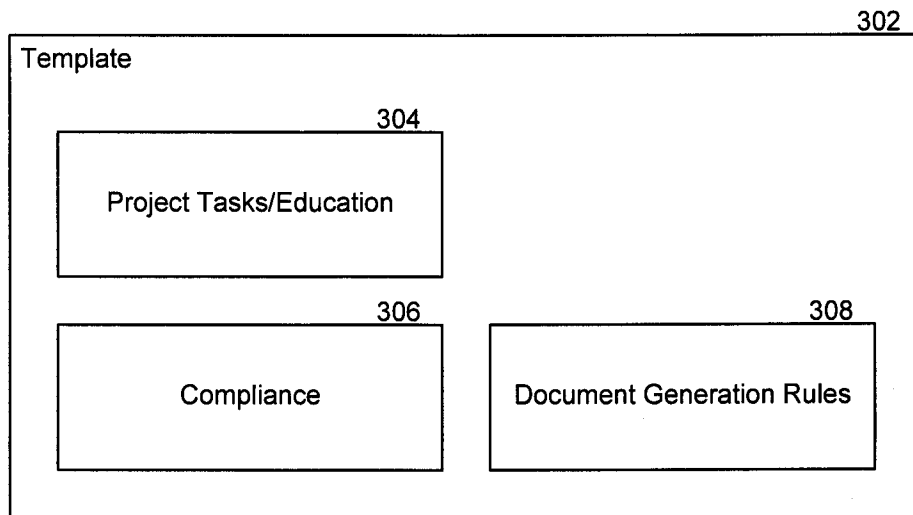 302
Template
304
Project Tasks/Education
306
Compliance
308
Document Generation Rules